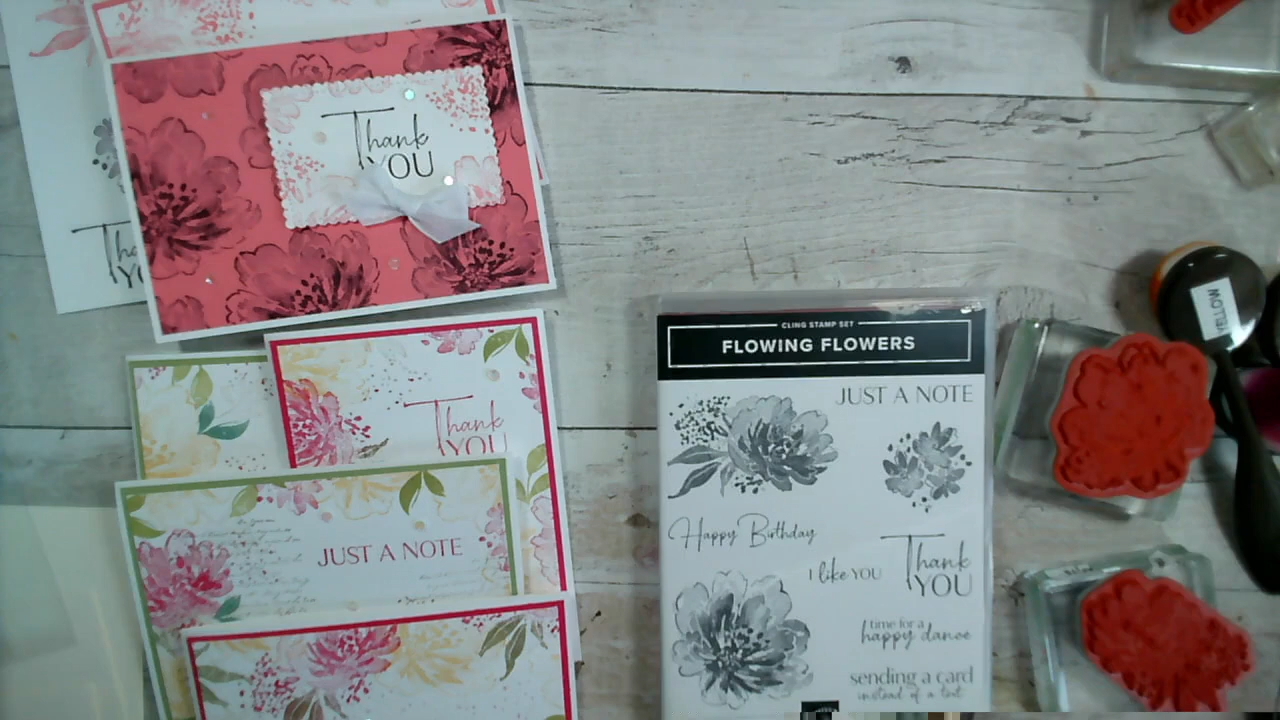 Thank
YOU
Tha
Y
Thank
YOU
JUST A NOTE
CLING STAMP SET
FLOWING FLOWERS
JUST A NOTE
Happy Birthday
I like YOU
Thank
YOU
time for a
happy dance
sending a card
instead of a text
YELLOW